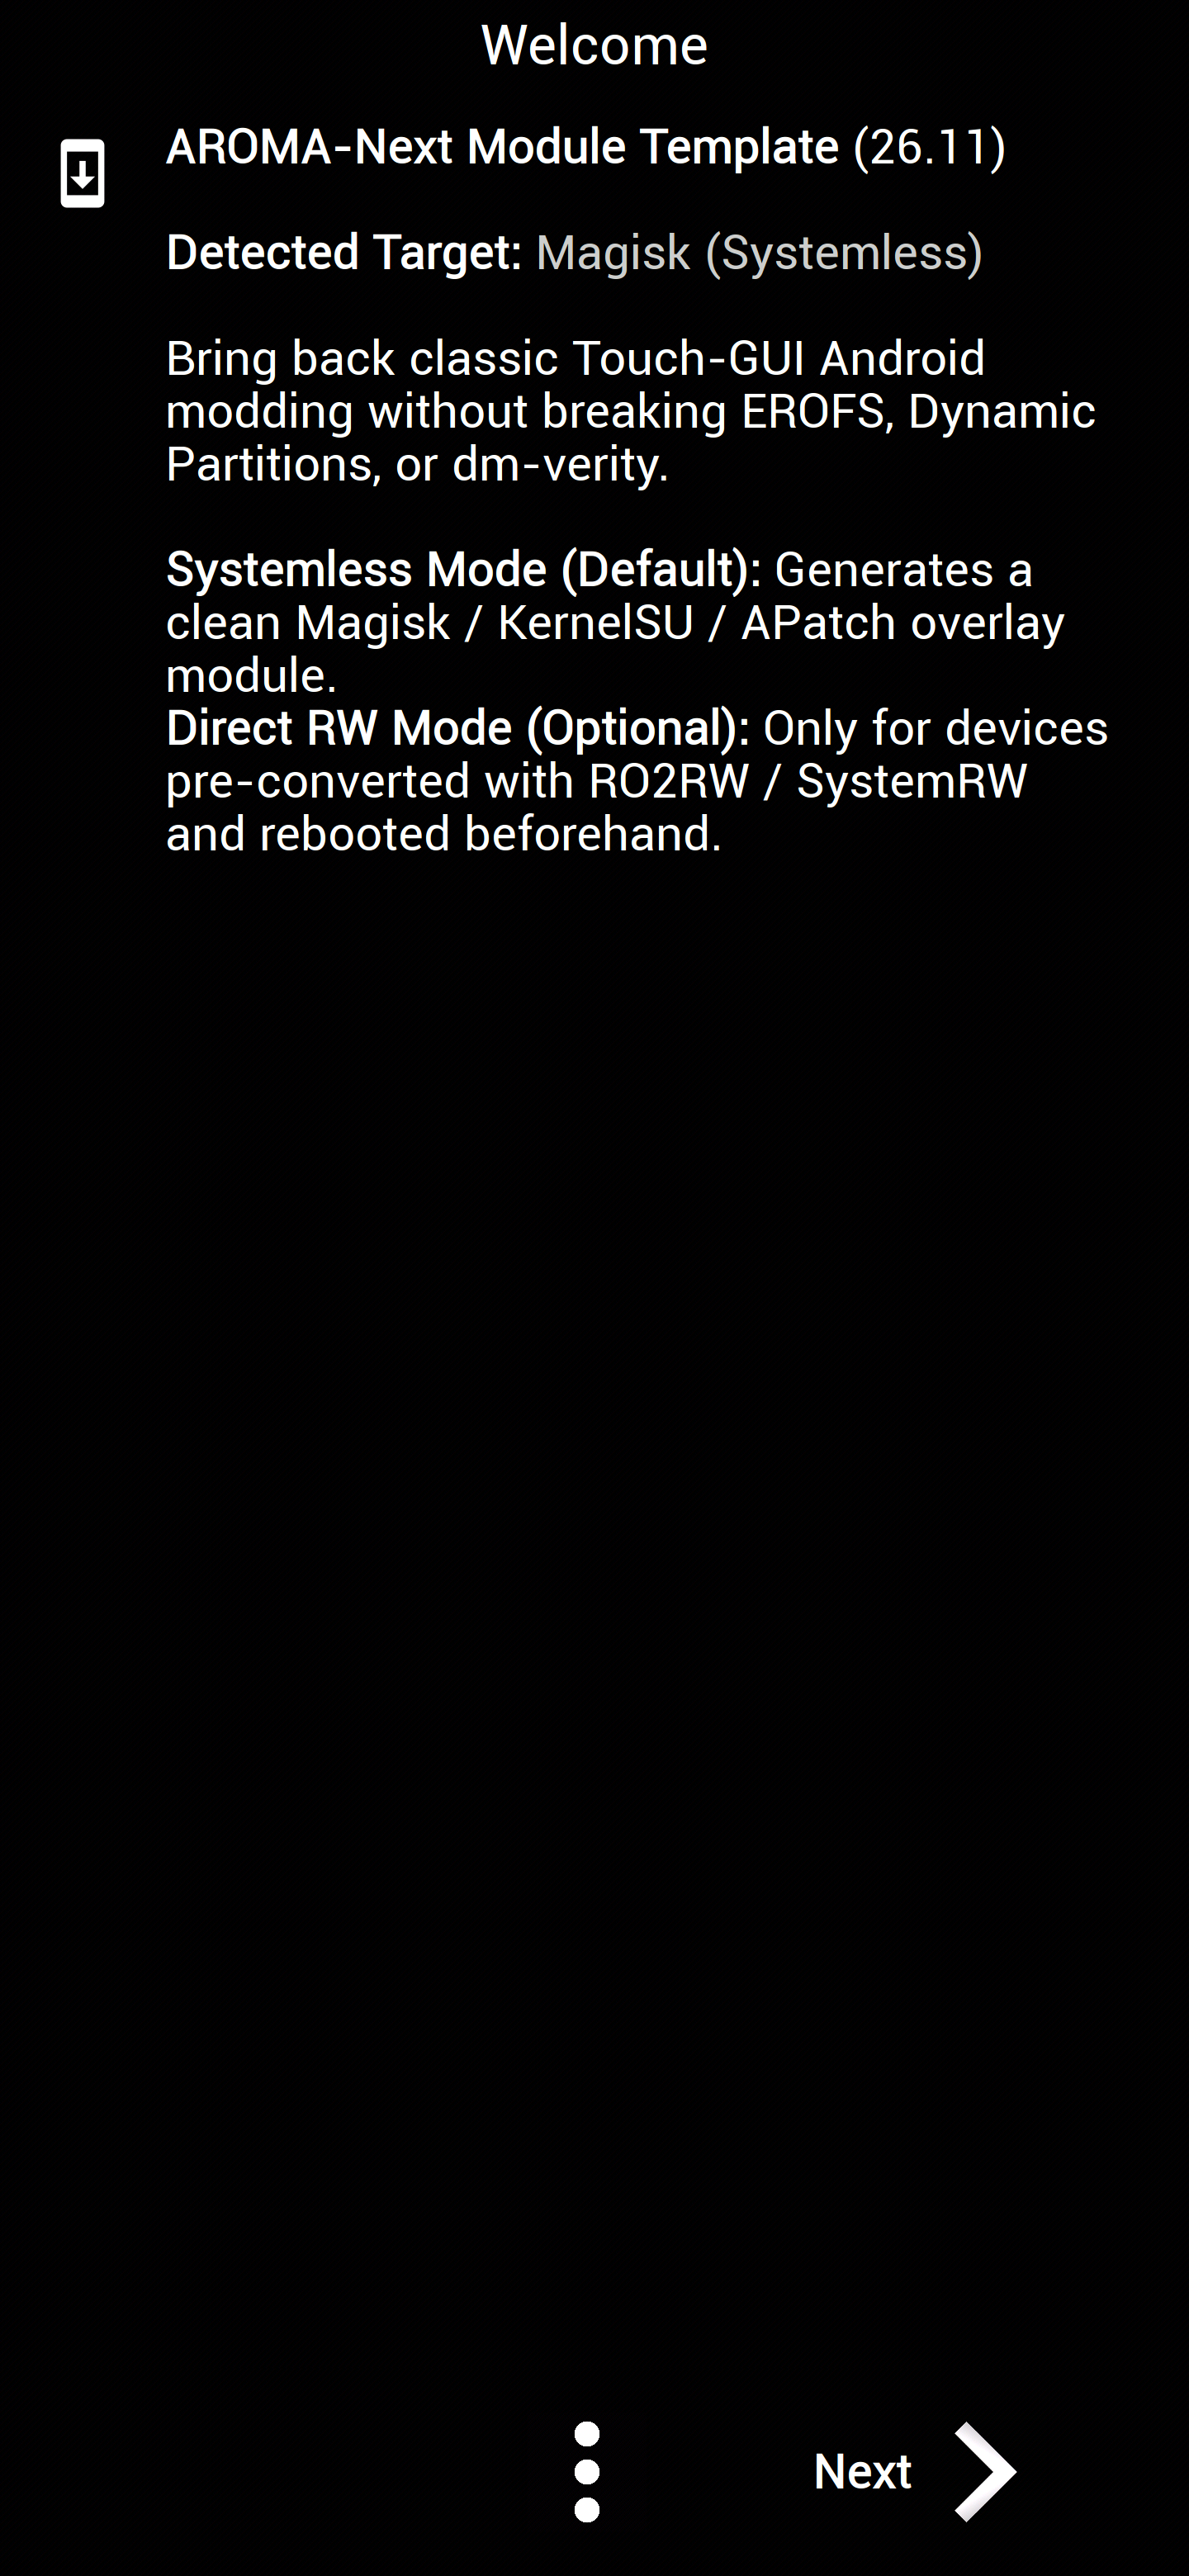 Welcome
AROMA-Next Module Template (26.11)
Detected Target: Magisk (Systemless)
Bring back classic Touch-GUI Android
modding without breaking EROFS, Dynamic
Partitions, or dm-verity.
Systemless Mode (Default): Generates a
clean Magisk / KernelSU / APatch overlay
module.
Direct RW Mode (Optional): Only for devices
pre-converted with RO2RW / SystemRW
and rebooted beforehand.
Next